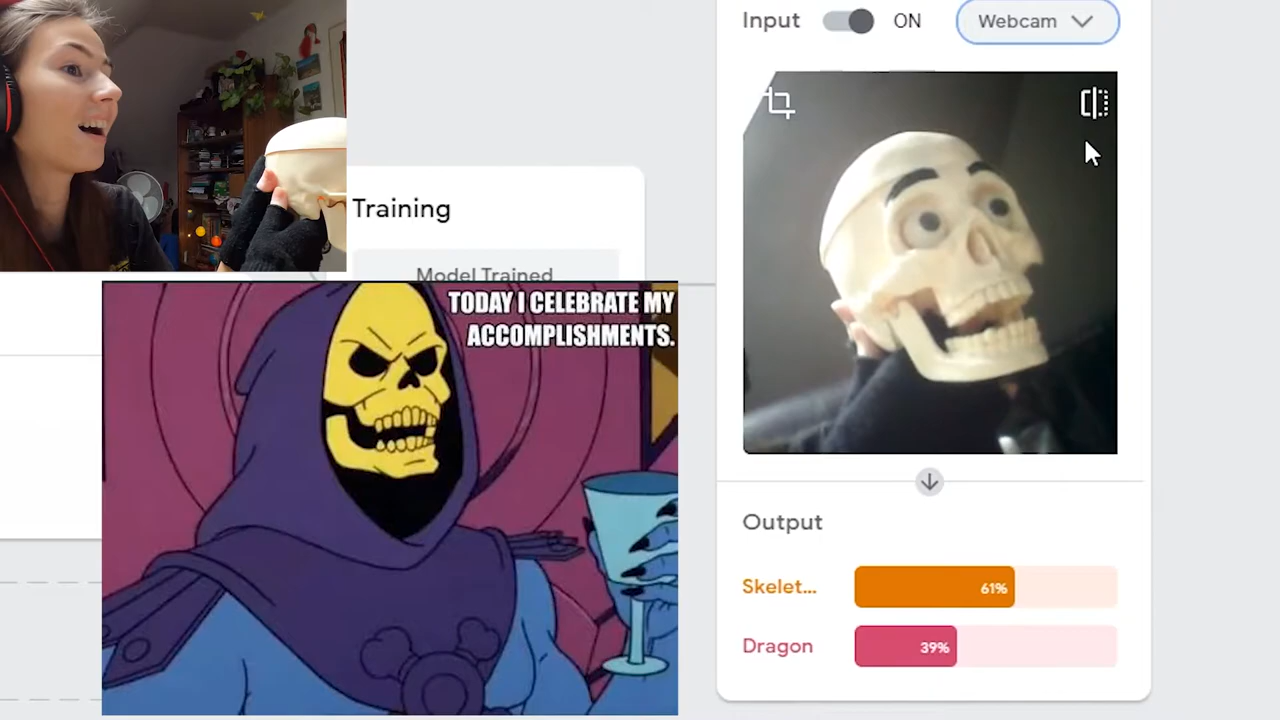 Input
ON
Webcam
Training
Model Trained
TODAY I CELEBRATE MY
ACCOMPLISHMENTS.
Output
Skelet...
61%
Dragon
39%